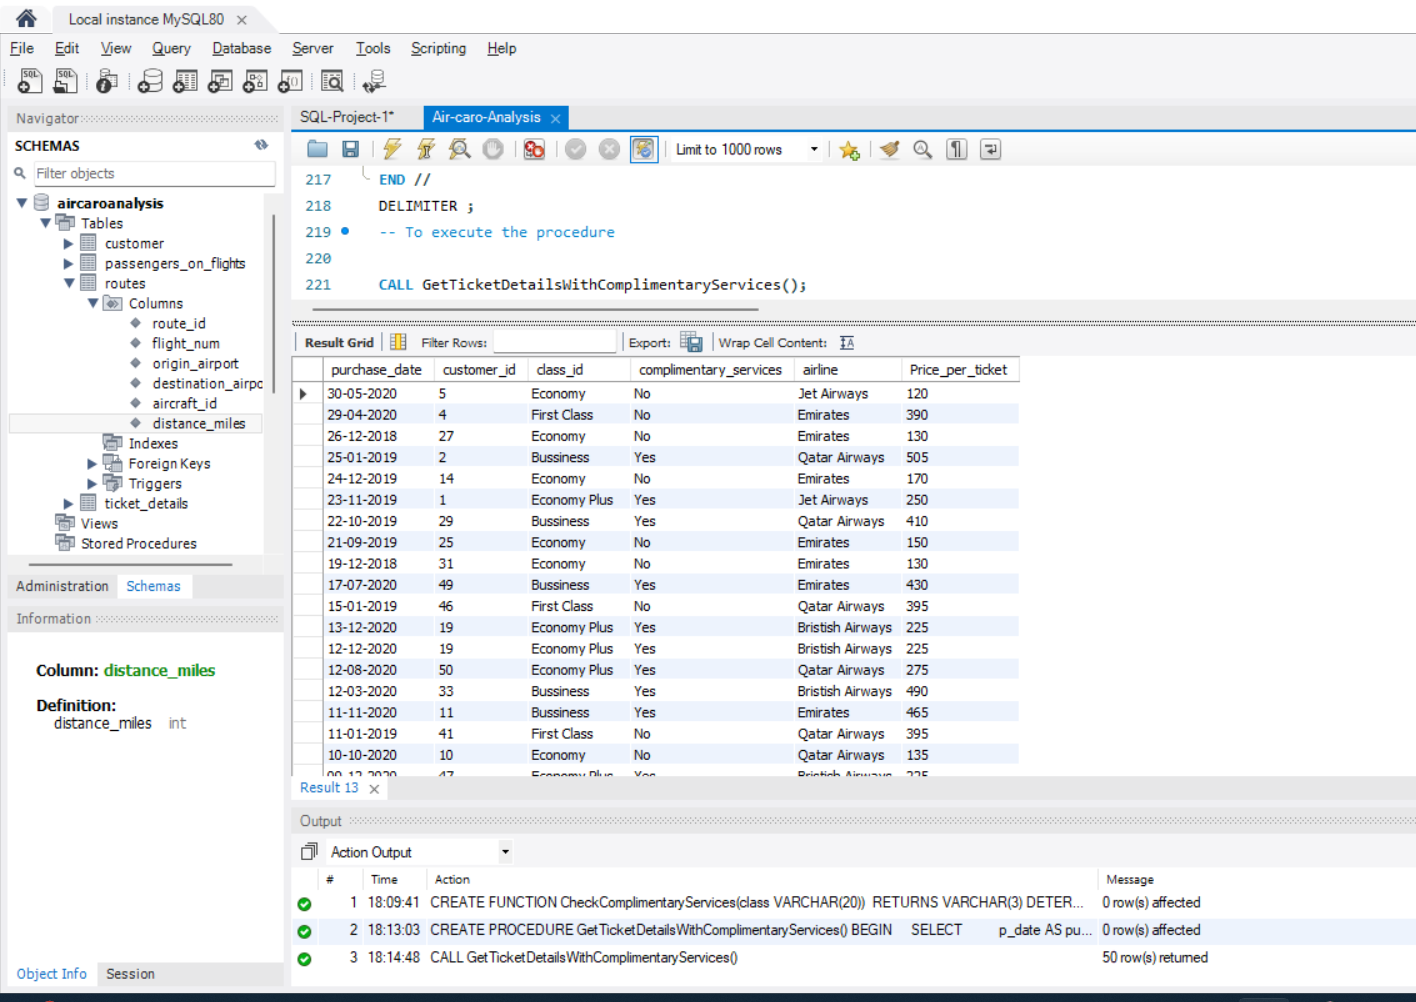 Local instance MySQL80
File Edit View Query Database Server Tools Scripting Help
Navigator
SCHEMAS
Filter objects
aircaroanalysis
Tables
customer
passengers_on_flights
routes
Columns
route_id
flight_num
origin_airport
destination_airpo
aircraft_id
distance_miles
Indexes
Foreign Keys
Triggers
ticket_details
Views
Stored Procedures
Administration Schemas
Information
Column: distance_miles
Definition:
distance_miles int
Object Info Session
SQL-Project-1* Air-caro-Analysis
Limit to 1000 rows
217 END //
218 DELIMITER ;
219 -- To execute the procedure
220
221 CALL GetTicketDetailsWithComplimentaryServices();
Result Grid Filter Rows: Export: Wrap Cell Content:
purchase_date customer_id class_id complimentary_services airline Price_per_ticket
30-05-2020 5 Economy No Jet Airways 120
29-04-2020 4 First Class No Emirates 390
26-12-2018 27 Economy No Emirates 130
25-01-2019 2 Bussiness Yes Qatar Airways 505
24-12-2019 14 Economy No Emirates 170
23-11-2019 1 Economy Plus Yes Jet Airways 250
22-10-2019 29 Bussiness Yes Qatar Airways 410
21-09-2019 25 Economy No Emirates 150
19-12-2018 31 Economy No Emirates 130
17-07-2020 49 Bussiness Yes Emirates 430
15-01-2019 46 First Class No Qatar Airways 395
13-12-2020 19 Economy Plus Yes Bristish Airways 225
12-12-2020 19 Economy Plus Yes Bristish Airways 225
12-08-2020 50 Economy Plus Yes Qatar Airways 275
12-03-2020 33 Bussiness Yes Bristish Airways 490
11-11-2020 11 Bussiness Yes Emirates 465
11-01-2019 41 First Class No Qatar Airways 395
10-10-2020 10 Economy No Qatar Airways 135
09-12-2020 47 Economy Plus Yes Bristish Airways 225
Result 13
Output
Action Output
# Time Action Message
1 18:09:41 CREATE FUNCTION CheckComplimentaryServices(class VARCHAR(20)) RETURNS VARCHAR(3) DETER... 0 row(s) affected
2 18:13:03 CREATE PROCEDURE GetTicketDetailsWithComplimentaryServices() BEGIN SELECT p_date AS pu... 0 row(s) affected
3 18:14:48 CALL GetTicketDetailsWithComplimentaryServices() 50 row(s) returned